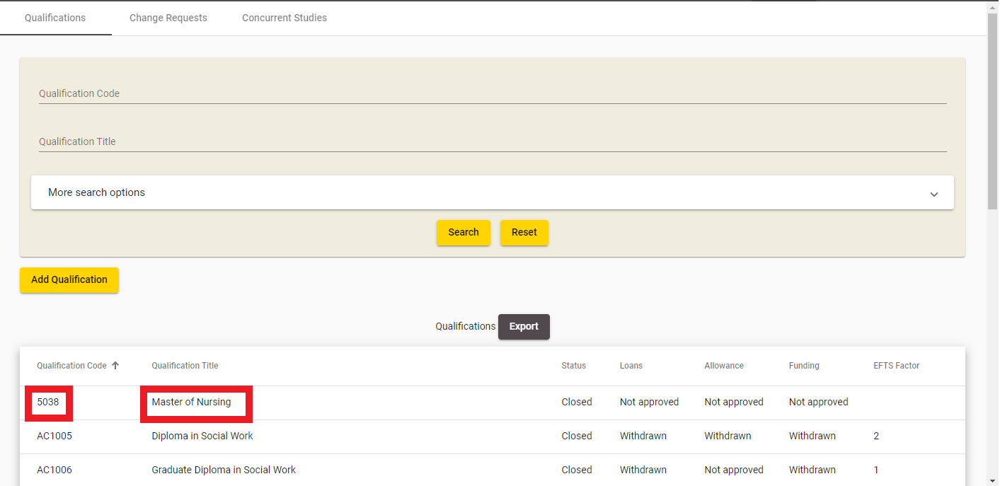 Qualifications Change Requests Concurrent Studies
Qualification Code
Qualification Title
More search options
Search Reset
Add Qualification
Qualifications Export
Qualification Code Qualification Title Status Loans Allowance Funding EFTS Factor
5038 Master of Nursing Closed Not approved Not approved Not approved
AC1005 Diploma in Social Work Closed Withdrawn Withdrawn Withdrawn 2
AC1006 Graduate Diploma in Social Work Closed Withdrawn Not approved Withdrawn 1